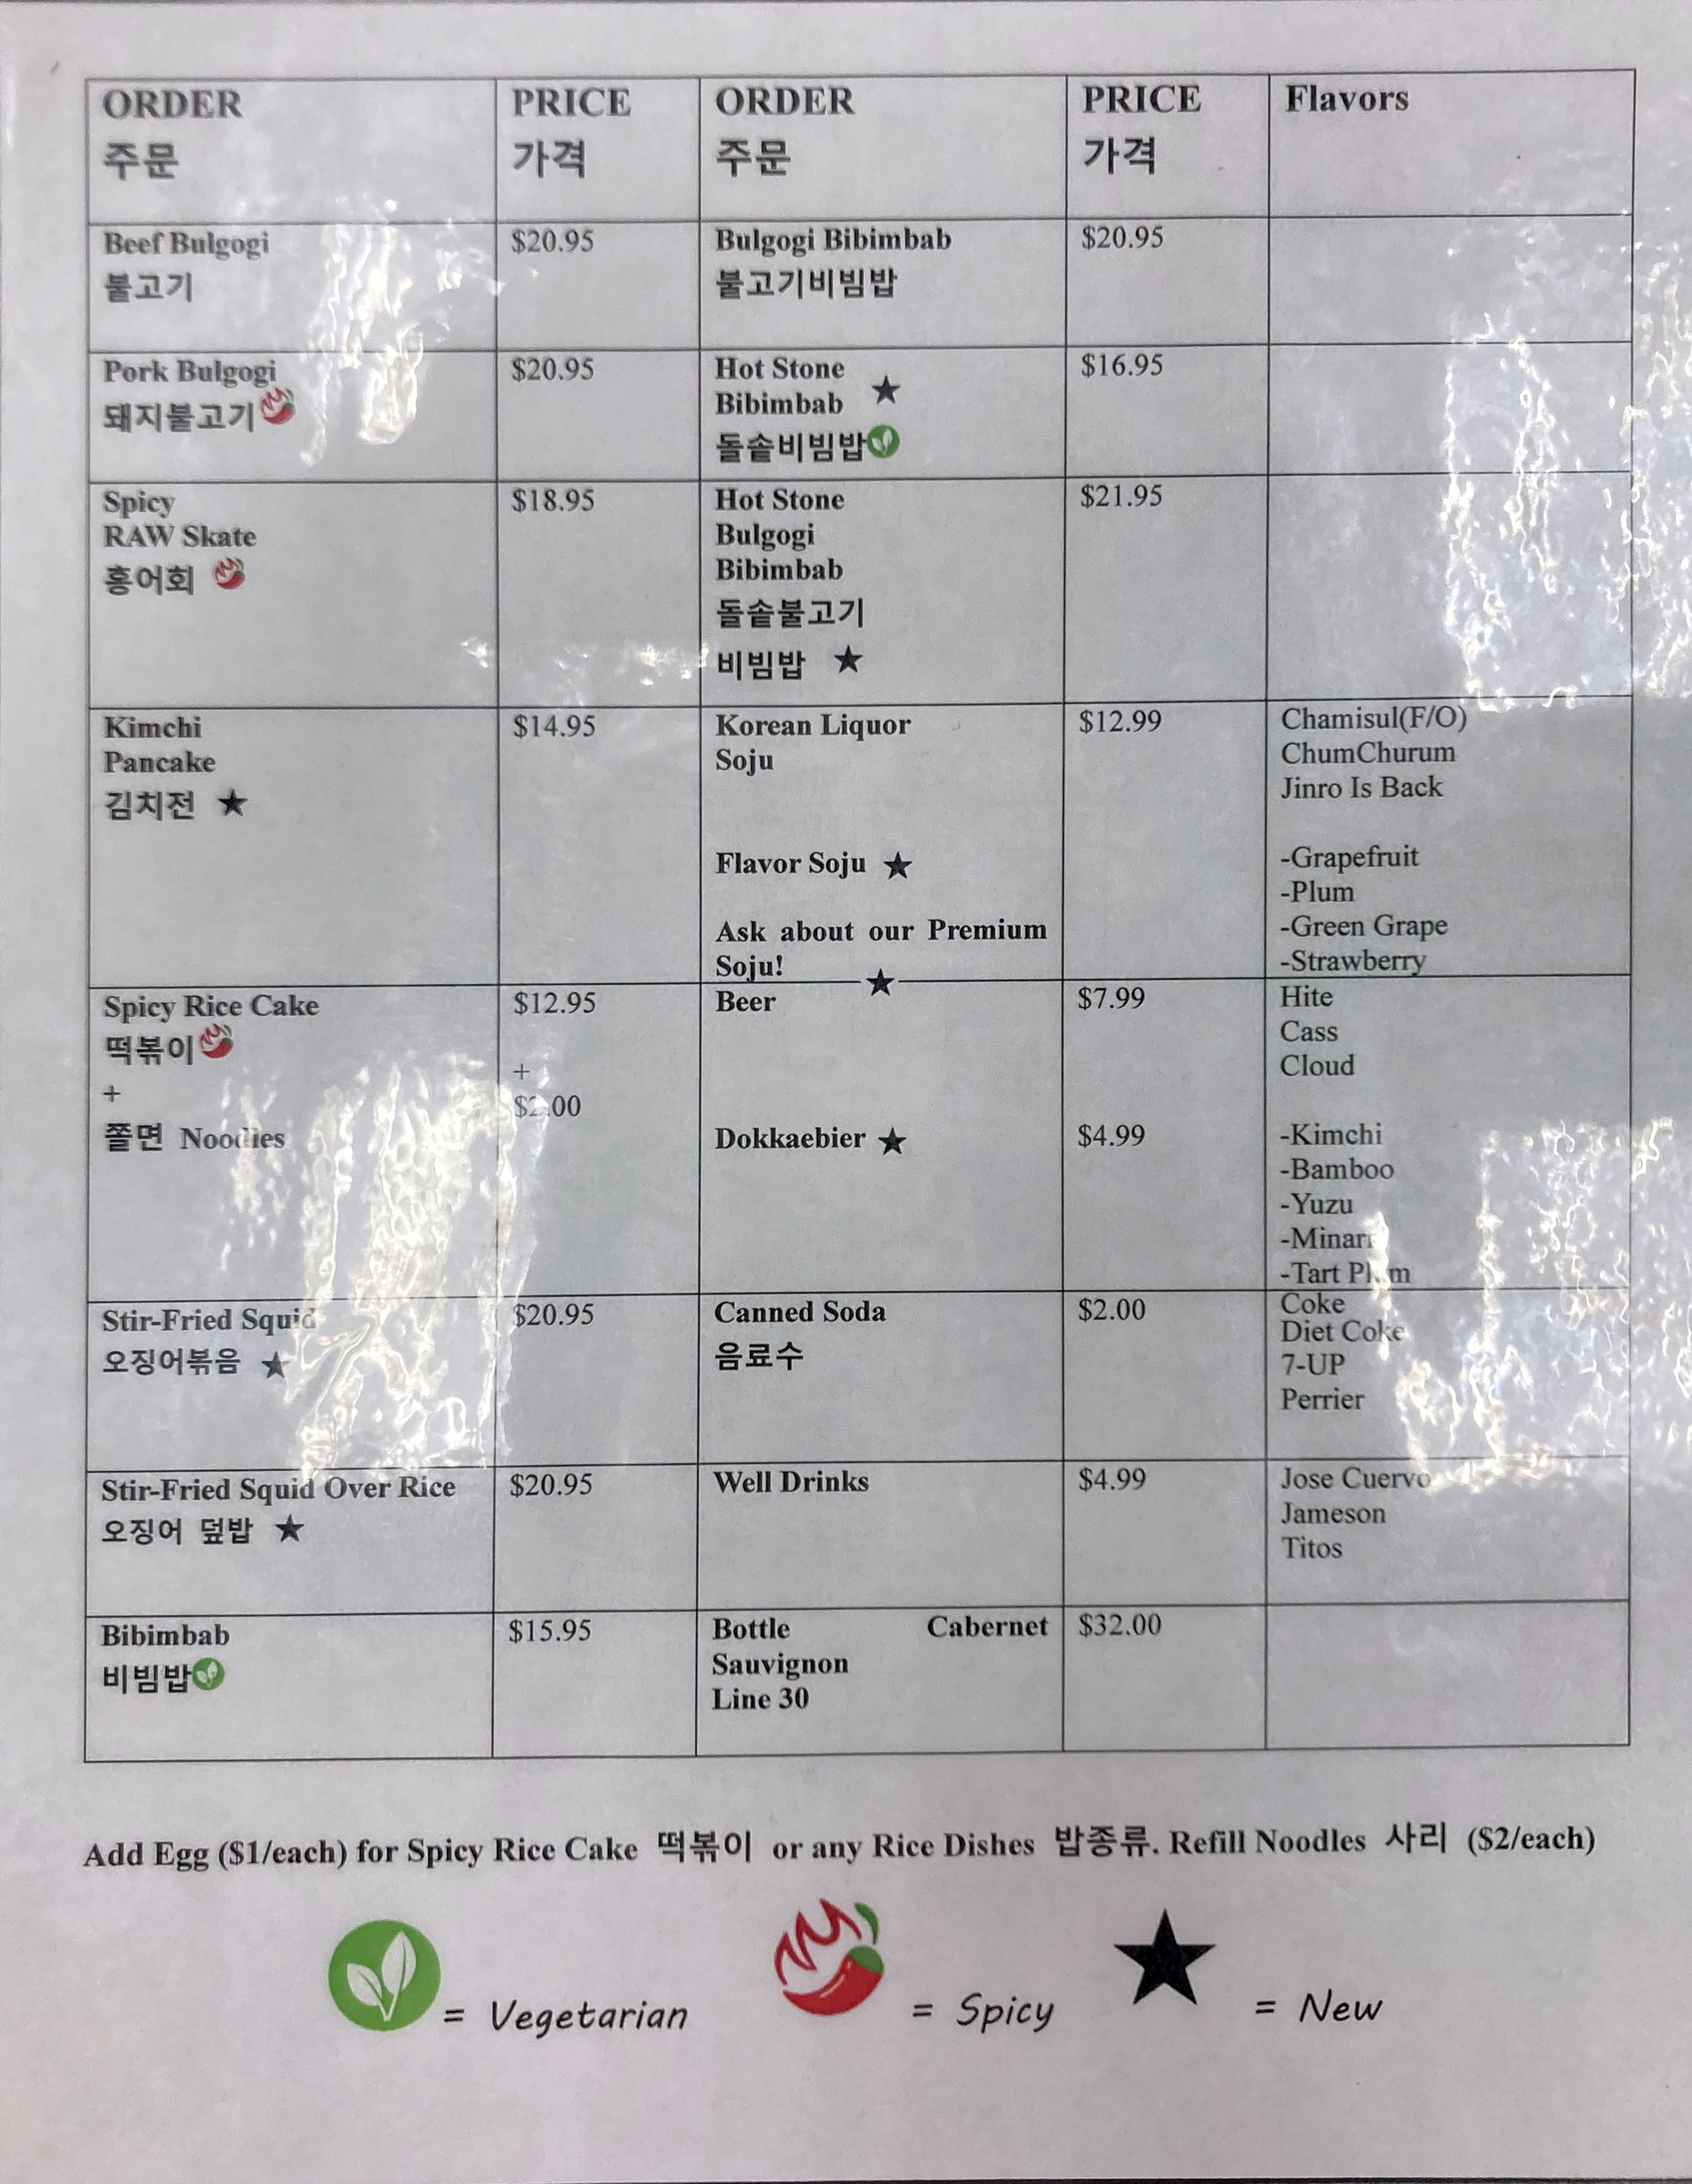 ORDER
주문
PRICE
가격
ORDER
주문
PRICE
가격
Flavors
Beef Bulgogi
불고기
$20.95
Bulgogi Bibimbab
불고기비빔밥
$20.95
Pork Bulgogi
돼지불고기
$20.95
Hot Stone
Bibimbab
돌솥비빔밥
$16.95
Spicy
RAW Skate
홍어회
$18.95
Hot Stone
Bulgogi
Bibimbab
돌솥불고기
비빔밥
$21.95
Kimchi
Pancake
김치전
$14.95
Korean Liquor
Soju
Flavor Soju
Ask about our Premium
Soju!
$12.99
Chamisul(F/O)
ChumChurum
Jinro Is Back
-Grapefruit
-Plum
-Green Grape
-Strawberry
Spicy Rice Cake
떡볶이
+
쫄면 Noodles
$12.95
+
$2.00
Beer
Dokkaebier
$7.99
$4.99
Hite
Cass
Cloud
-Kimchi
-Bamboo
-Yuzu
-Minari
-Tart Plum
Stir-Fried Squid
오징어볶음
$20.95
Canned Soda
음료수
$2.00
Coke
Diet Coke
7-UP
Perrier
Stir-Fried Squid Over Rice
오징어 덮밥
$20.95
Well Drinks
$4.99
Jose Cuervo
Jameson
Titos
Bibimbab
비빔밥
$15.95
Bottle Cabernet
Sauvignon
Line 30
$32.00
Add Egg ($1/each) for Spicy Rice Cake 떡볶이 or any Rice Dishes 밥종류. Refill Noodles 사리 ($2/each)
= Vegetarian
= Spicy
= New